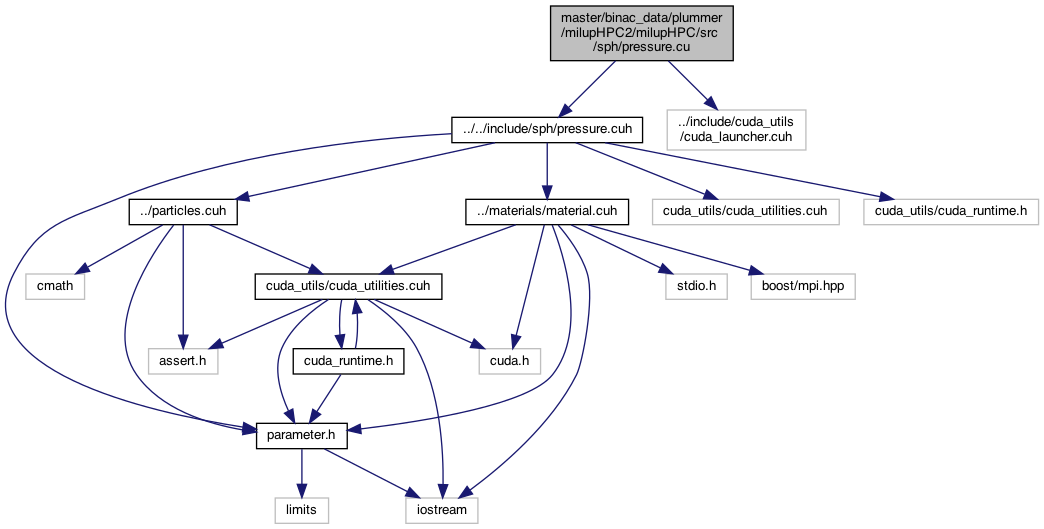 master/binac_data/plummer
/milupHPC2/milupHPC/src
/sph/pressure.cu
../../include/sph/pressure.cuh
../include/cuda_utils
/cuda_launcher.cuh
../particles.cuh
../materials/material.cuh
cuda_utils/cuda_utilities.cuh
cuda_utils/cuda_runtime.h
cmath
cuda_utils/cuda_utilities.cuh
stdio.h
boost/mpi.hpp
assert.h
cuda_runtime.h
cuda.h
parameter.h
limits
iostream